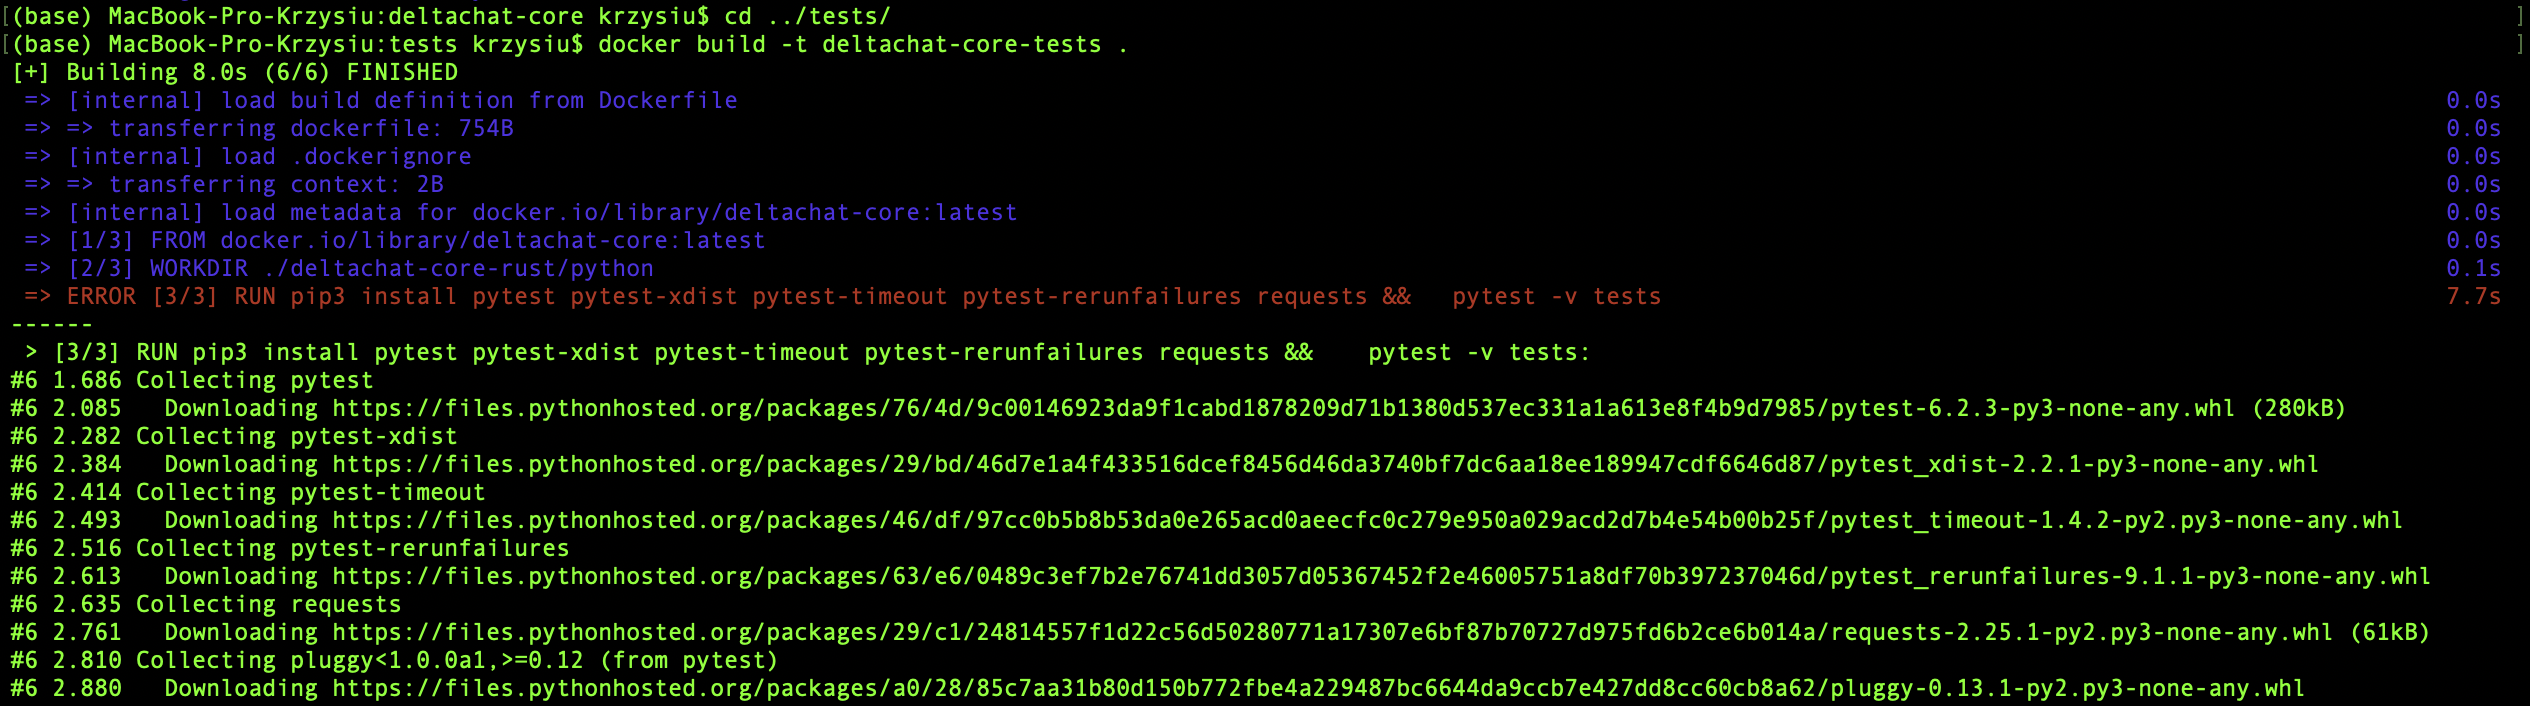 [(base) MacBook-Pro-Krzysiu:deltachat-core krzysiu$ cd ../tests/ ]
[(base) MacBook-Pro-Krzysiu:tests krzysiu$ docker build -t deltachat-core-tests . ]
[+] Building 8.0s (6/6) FINISHED
=> [internal] load build definition from Dockerfile 0.0s
=> => transferring dockerfile: 754B 0.0s
=> [internal] load .dockerignore 0.0s
=> => transferring context: 2B 0.0s
=> [internal] load metadata for docker.io/library/deltachat-core:latest 0.0s
=> [1/3] FROM docker.io/library/deltachat-core:latest 0.0s
=> [2/3] WORKDIR ./deltachat-core-rust/python 0.1s
=> ERROR [3/3] RUN pip3 install pytest pytest-xdist pytest-timeout pytest-rerunfailures requests &&   pytest -v tests 7.7s
------
> [3/3] RUN pip3 install pytest pytest-xdist pytest-timeout pytest-rerunfailures requests &&    pytest -v tests:
#6 1.686 Collecting pytest
#6 2.085   Downloading https://files.pythonhosted.org/packages/76/4d/9c00146923da9f1cabd1878209d71b1380d537ec331a1a613e8f4b9d7985/pytest-6.2.3-py3-none-any.whl (280kB)
#6 2.282 Collecting pytest-xdist
#6 2.384   Downloading https://files.pythonhosted.org/packages/29/bd/46d7e1a4f433516dcef8456d46da3740bf7dc6aa18ee189947cdf6646d87/pytest_xdist-2.2.1-py3-none-any.whl
#6 2.414 Collecting pytest-timeout
#6 2.493   Downloading https://files.pythonhosted.org/packages/46/df/97cc0b5b8b53da0e265acd0aeecfc0c279e950a029acd2d7b4e54b00b25f/pytest_timeout-1.4.2-py2.py3-none-any.whl
#6 2.516 Collecting pytest-rerunfailures
#6 2.613   Downloading https://files.pythonhosted.org/packages/63/e6/0489c3ef7b2e76741dd3057d05367452f2e46005751a8df70b397237046d/pytest_rerunfailures-9.1.1-py3-none-any.whl
#6 2.635 Collecting requests
#6 2.761   Downloading https://files.pythonhosted.org/packages/29/c1/24814557f1d22c56d50280771a17307e6bf87b70727d975fd6b2ce6b014a/requests-2.25.1-py2.py3-none-any.whl (61kB)
#6 2.810 Collecting pluggy<1.0.0a1,>=0.12 (from pytest)
#6 2.880   Downloading https://files.pythonhosted.org/packages/a0/28/85c7aa31b80d150b772fbe4a229487bc6644da9ccb7e427dd8cc60cb8a62/pluggy-0.13.1-py2.py3-none-any.whl